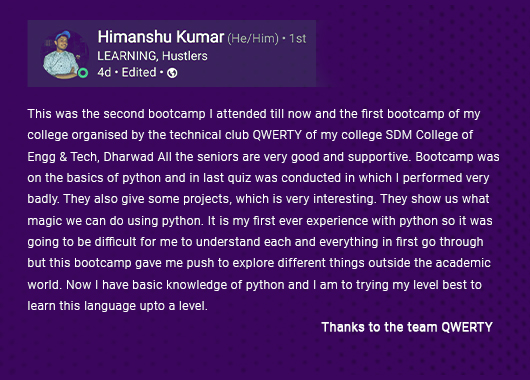 Himanshu Kumar (He/Him) • 1st
LEARNING, Hustlers
4d • Edited •
This was the second bootcamp I attended till now and the first bootcamp of my
college organised by the technical club QWERTY of my college SDM College of
Engg & Tech, Dharwad All the seniors are very good and supportive. Bootcamp was
on the basics of python and in last quiz was conducted in which I performed very
badly. They also give some projects, which is very interesting. They show us what
magic we can do using python. It is my first ever experience with python so it was
going to be difficult for me to understand each and everything in first go through
but this bootcamp gave me push to explore different things outside the academic
world. Now I have basic knowledge of python and I am to trying my level best to
learn this language upto a level.
Thanks to the team QWERTY